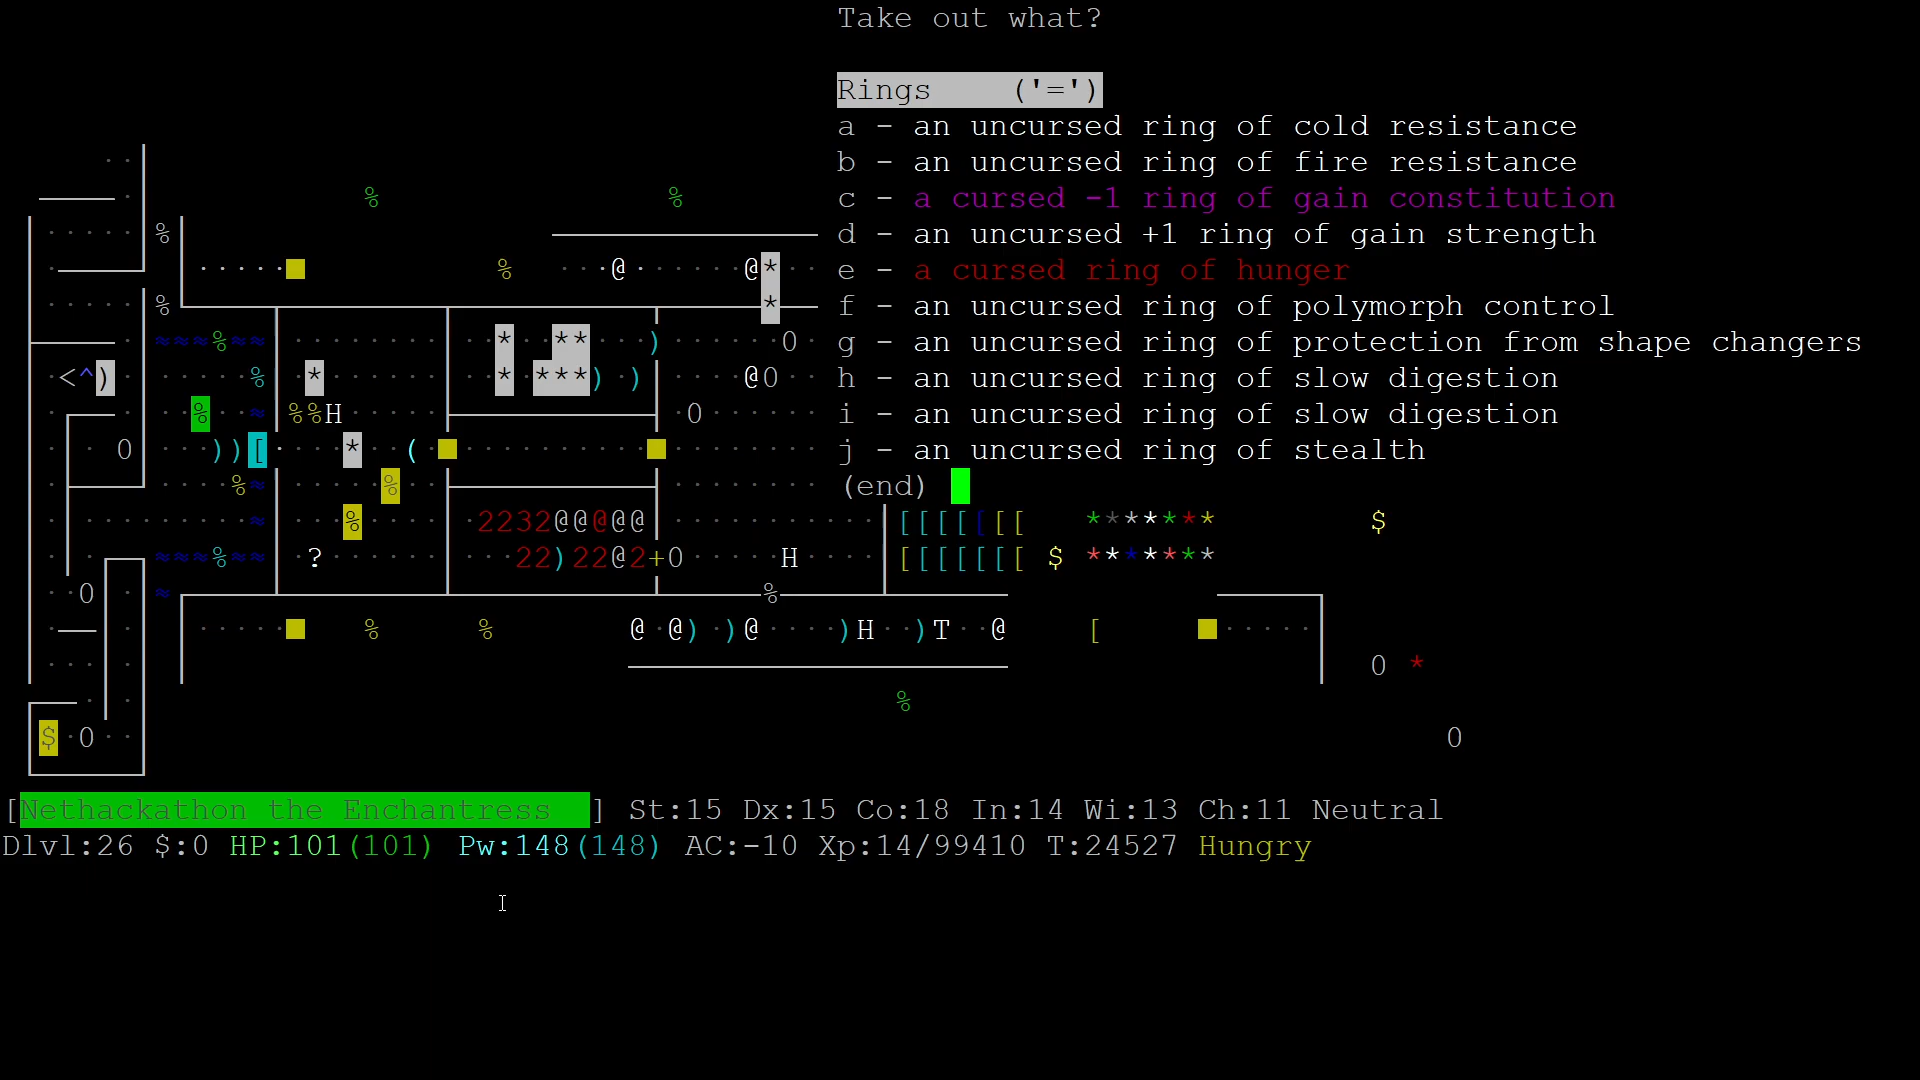 Take out what?
Rings    ('=')
a - an uncursed ring of cold resistance
b - an uncursed ring of fire resistance
c - a cursed -1 ring of gain constitution
d - an uncursed +1 ring of gain strength
e - a cursed ring of hunger
f - an uncursed ring of polymorph control
g - an uncursed ring of protection from shape changers
h - an uncursed ring of slow digestion
i - an uncursed ring of slow digestion
j - an uncursed ring of stealth
(end)
[Nethackathon the Enchantress  ] St:15 Dx:15 Co:18 In:14 Wi:13 Ch:11 Neutral
Dlvl:26 $:0 HP:101(101) Pw:148(148) AC:-10 Xp:14/99410 T:24527 Hungry